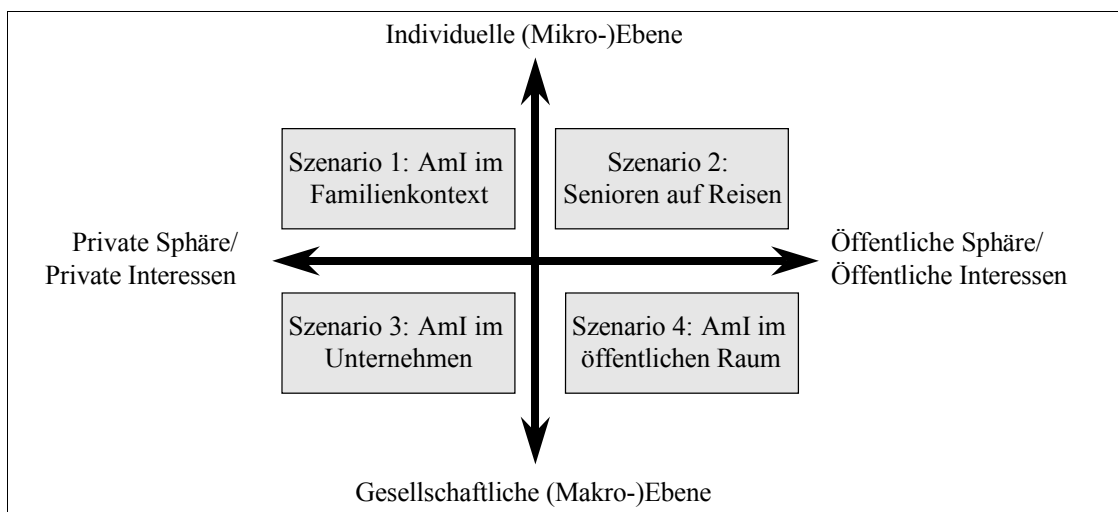 Individuelle (Mikro-)Ebene
Szenario 1: AmI im
Familienkontext
Szenario 2:
Senioren auf Reisen
Private Sphäre/
Private Interessen
Öffentliche Sphäre/
Öffentliche Interessen
Szenario 3: AmI im
Unternehmen
Szenario 4: AmI im
öffentlichen Raum
Gesellschaftliche (Makro-)Ebene